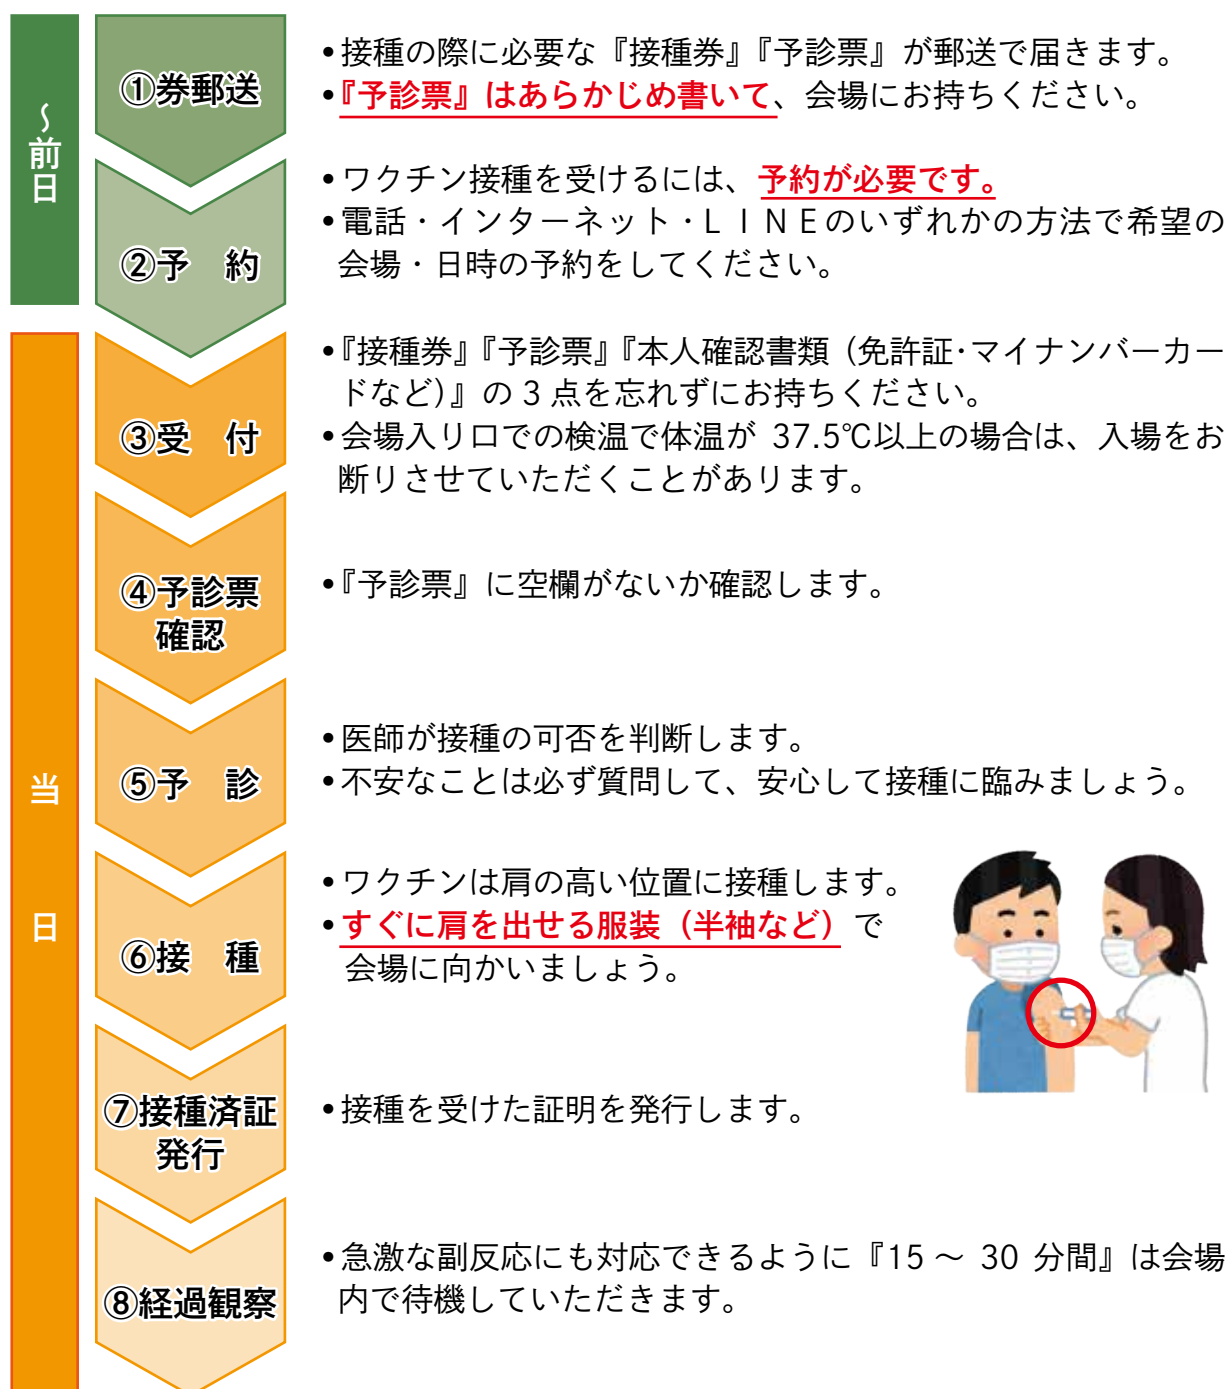 ～前日
①券郵送
•接種の際に必要な『接種券』『予診票』が郵送で届きます。
•『予診票』はあらかじめ書いて、会場にお持ちください。
②予　約
•ワクチン接種を受けるには、予約が必要です。
•電話・インターネット・ＬＩＮＥのいずれかの方法で希望の
会場・日時の予約をしてください。
当日
③受　付
•『接種券』『予診票』『本人確認書類（免許証・マイナンバーカー
ドなど）』の３点を忘れずにお持ちください。
•会場入り口での検温で体温が 37.5℃以上の場合は、入場をお
断りさせていただくことがあります。
④予診票
確認
•『予診票』に空欄がないか確認します。
⑤予　診
•医師が接種の可否を判断します。
•不安なことは必ず質問して、安心して接種に臨みましょう。
⑥接　種
•ワクチンは肩の高い位置に接種します。
•すぐに肩を出せる服装（半袖など）で
会場に向かいましょう。
⑦接種済証
発行
•接種を受けた証明を発行します。
⑧経過観察
•急激な副反応にも対応できるように『15 ～ 30 分間』は会場
内で待機していただきます。